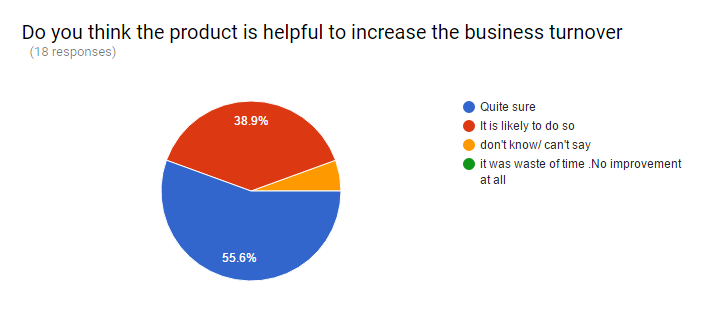 Do you think the product is helpful to increase the business turnover
(18 responses)
38.9%
55.6%
Quite sure
It is likely to do so
don't know/ can't say
it was waste of time .No improvement
at all